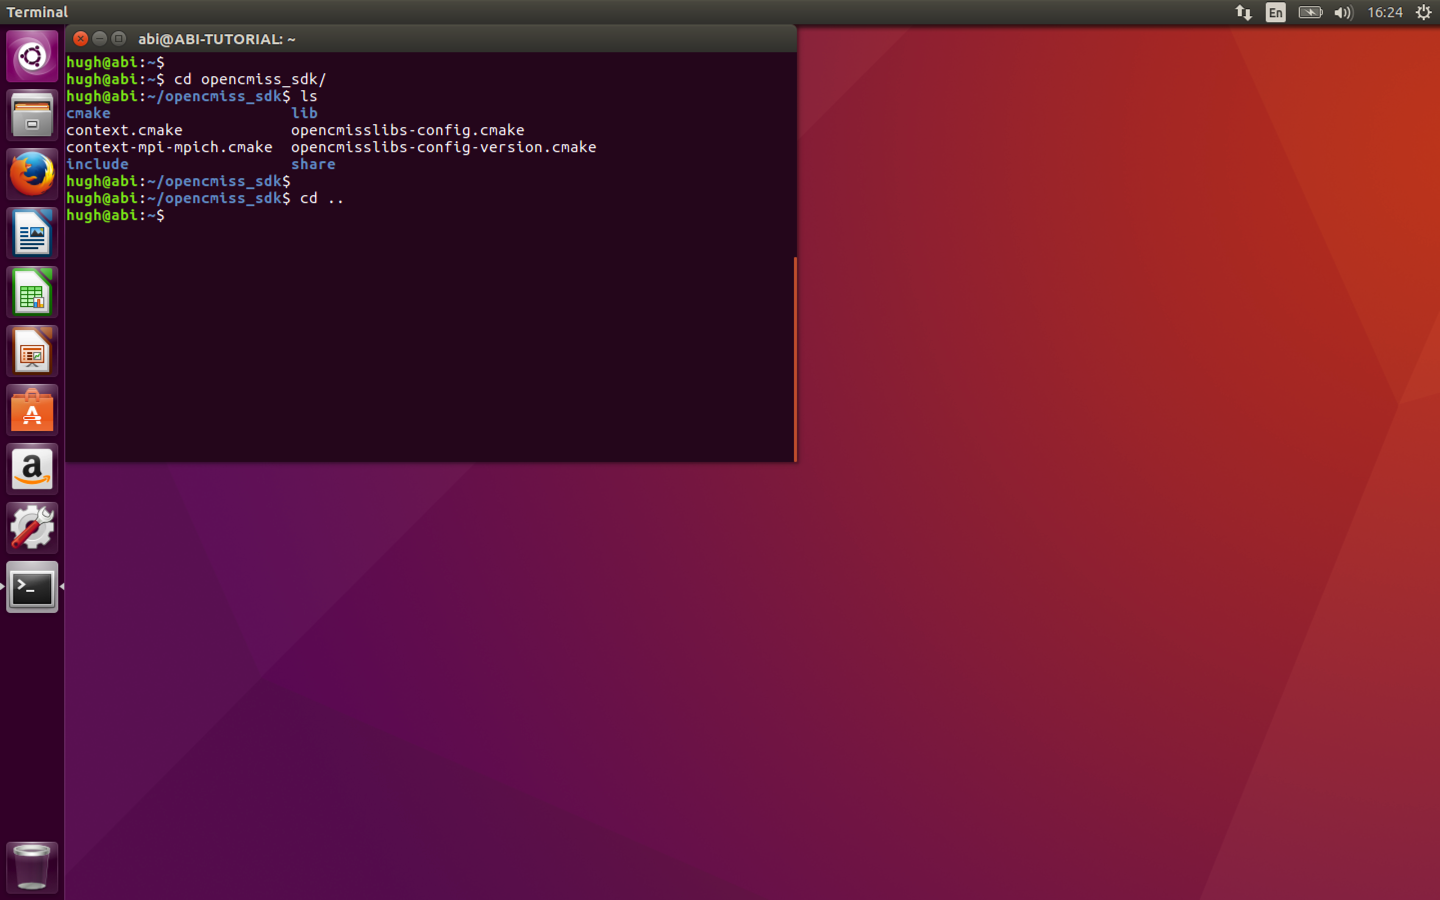 Terminal
En
16:24
abi@ABI-TUTORIAL: ~
hugh@abi:~$
hugh@abi:~$ cd opencmiss_sdk/
hugh@abi:~/opencmiss_sdk$ ls
cmake lib
context.cmake opencmisslibs-config.cmake
context-mpi-mpich.cmake opencmisslibs-config-version.cmake
include share
hugh@abi:~/opencmiss_sdk$
hugh@abi:~/opencmiss_sdk$ cd ..
hugh@abi:~$
A
a
>_